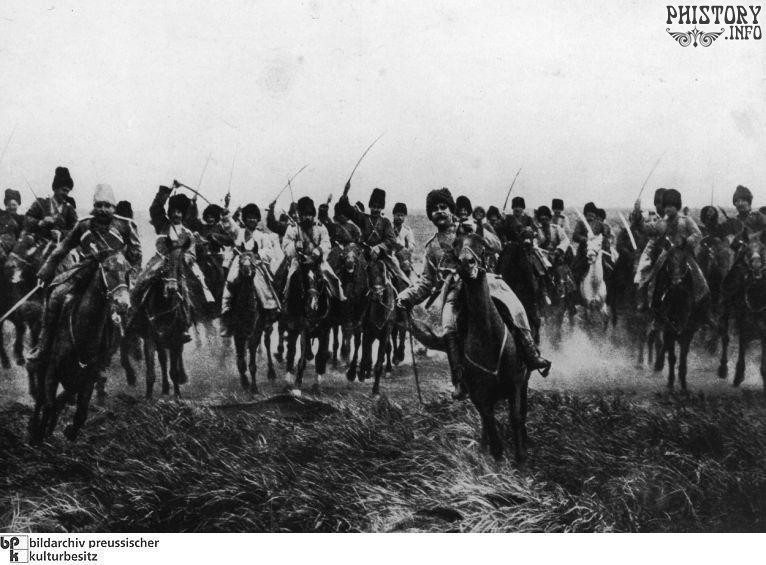 PHISTORY
.INFO
bpk bildarchiv preussischer
kulturbesitz